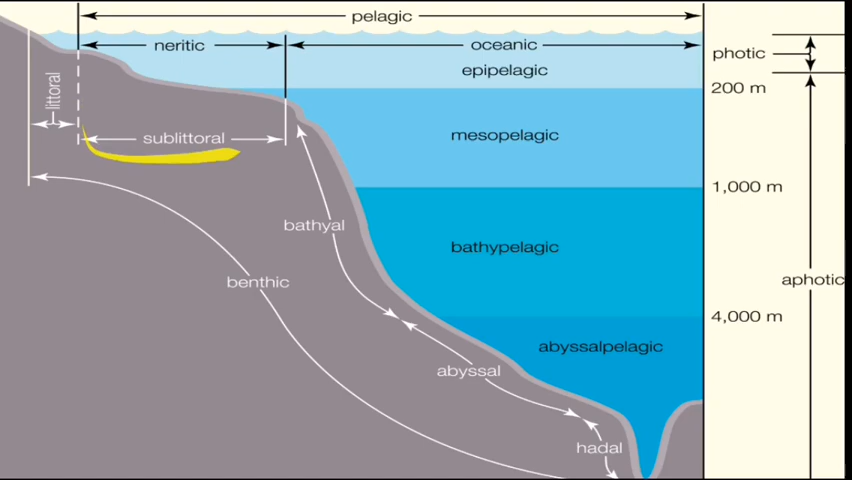 pelagic
neritic
oceanic
photic
epipelagic
200 m
littoral
sublittoral
mesopelagic
1,000 m
bathyal
bathypelagic
benthic
aphotic
4,000 m
abyssalpelagic
abyssal
hadal